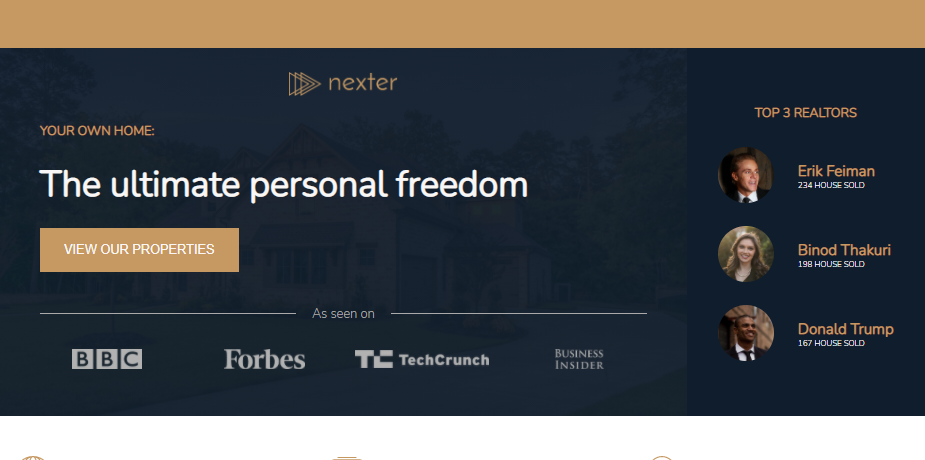 nexter
YOUR OWN HOME:
The ultimate personal freedom
VIEW OUR PROPERTIES
As seen on
BBC
Forbes
TC TechCrunch
BUSINESS
INSIDER
TOP 3 REALTORS
Erik Feiman
234 HOUSE SOLD
Binod Thakuri
198 HOUSE SOLD
Donald Trump
167 HOUSE SOLD